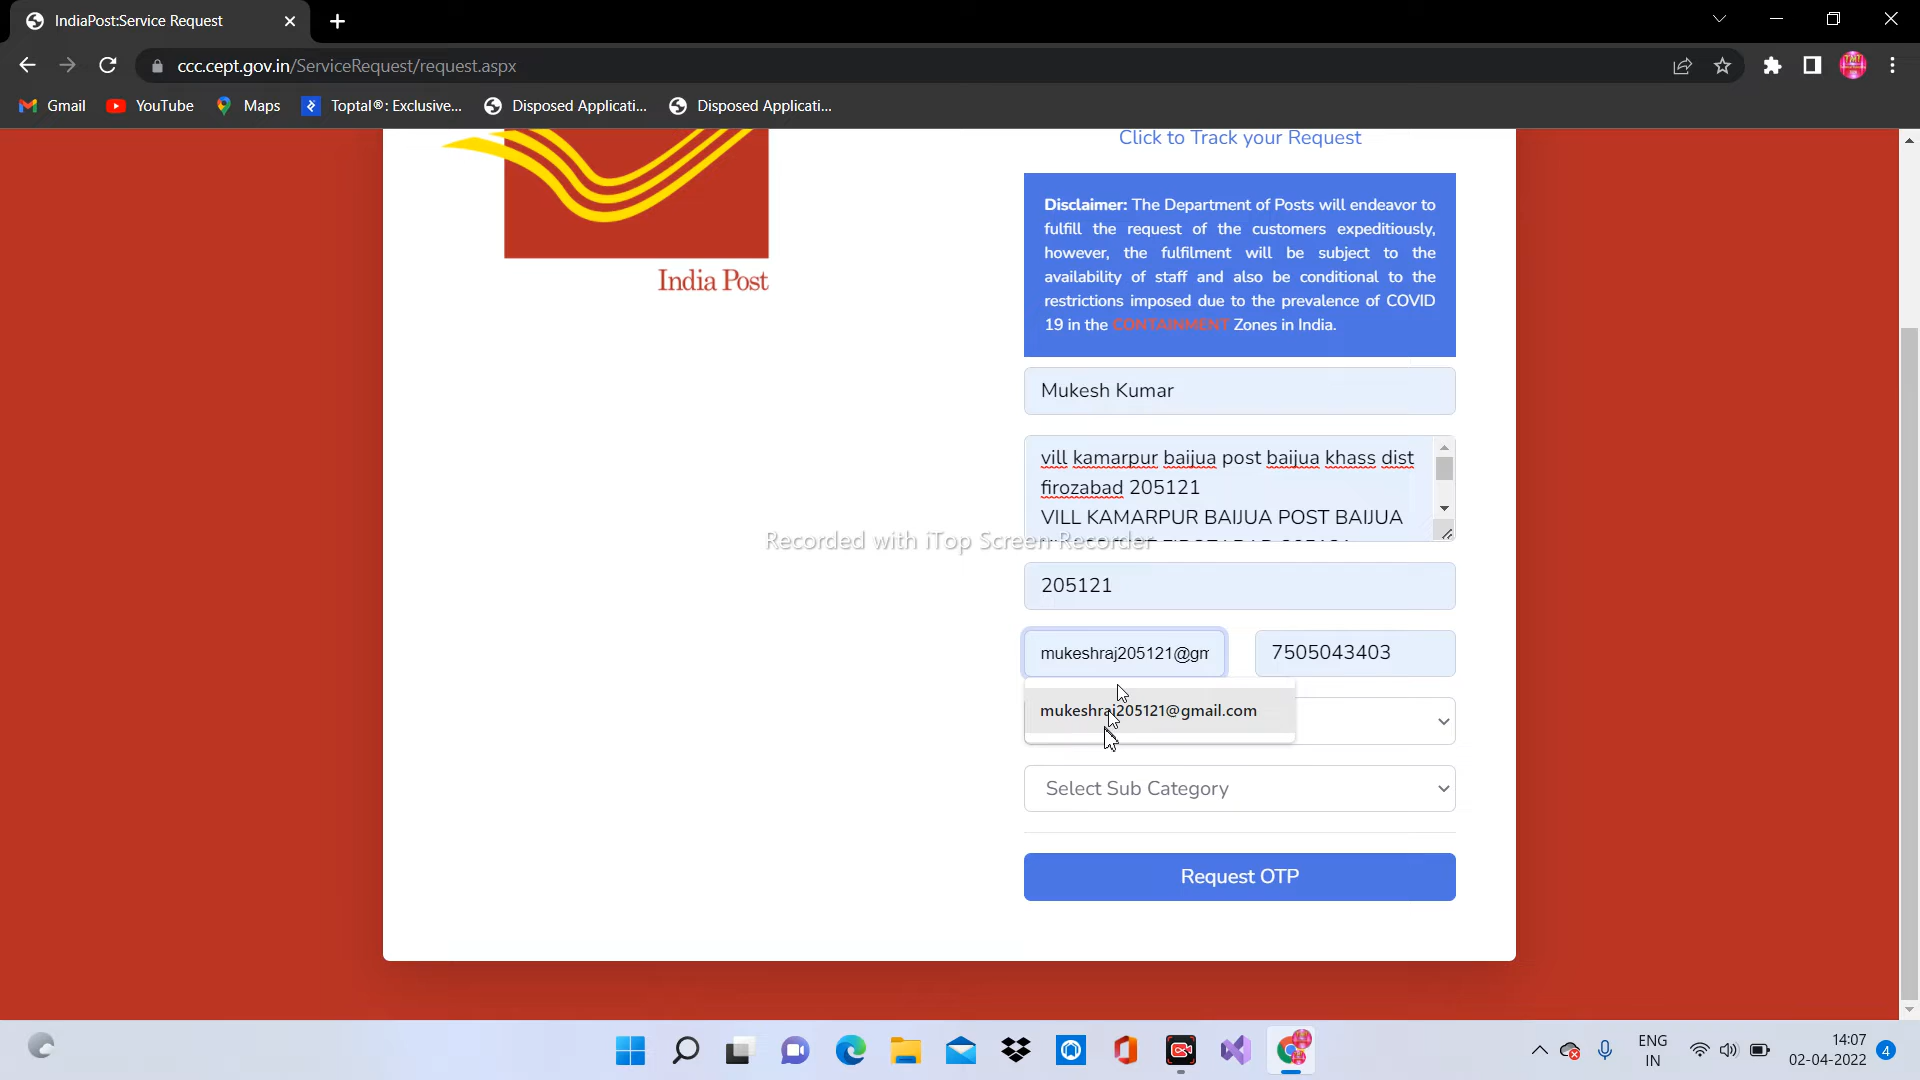 IndiaPost:Service Request
ccc.cept.gov.in/ServiceRequest/request.aspx
Gmail
YouTube
Maps
Toptal®: Exclusive...
Disposed Applicati...
Disposed Applicati...
India Post
Click to Track your Request
Disclaimer: The Department of Posts will endeavor to
fulfill the request of the customers expeditiously,
however, the fulfilment will be subject to the
availability of staff and also be conditional to the
restrictions imposed due to the prevalence of COVID
19 in the CONTAINMENT Zones in India.
Mukesh Kumar
vill kamarpur baijua post baijua khass dist
firozabad 205121
VILL KAMARPUR BAIJUA POST BAIJUA
Recorded with iTop Screen Recorder
205121
mukeshraj205121@gm
7505043403
mukeshraj205121@gmail.com
Select Sub Category
Request OTP
ENG
IN
14:07
02-04-2022
4